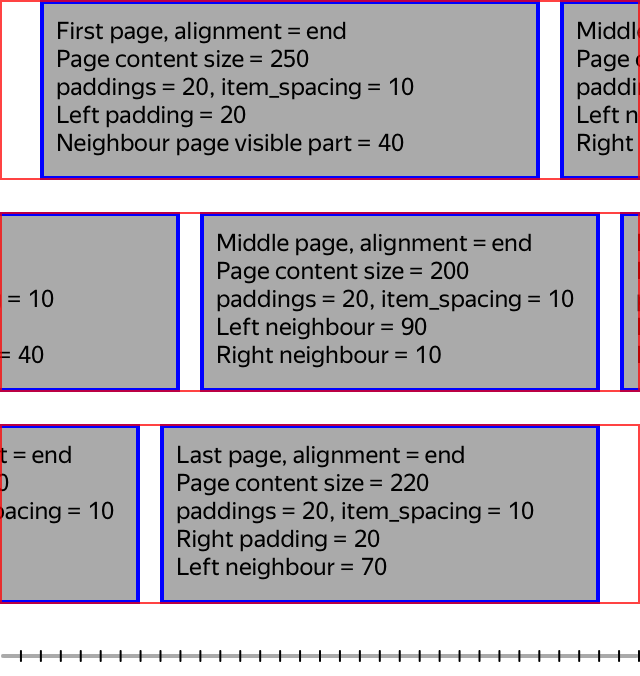 First page, alignment = end
Page content size = 250
paddings = 20, item_spacing = 10
Left padding = 20
Neighbour page visible part = 40
Middl
Page
paddi
Left n
Right
= 10
= 40
Middle page, alignment = end
Page content size = 200
paddings = 20, item_spacing = 10
Left neighbour = 90
Right neighbour = 10
t = end
0
pacing = 10
Last page, alignment = end
Page content size = 220
paddings = 20, item_spacing = 10
Right padding = 20
Left neighbour = 70